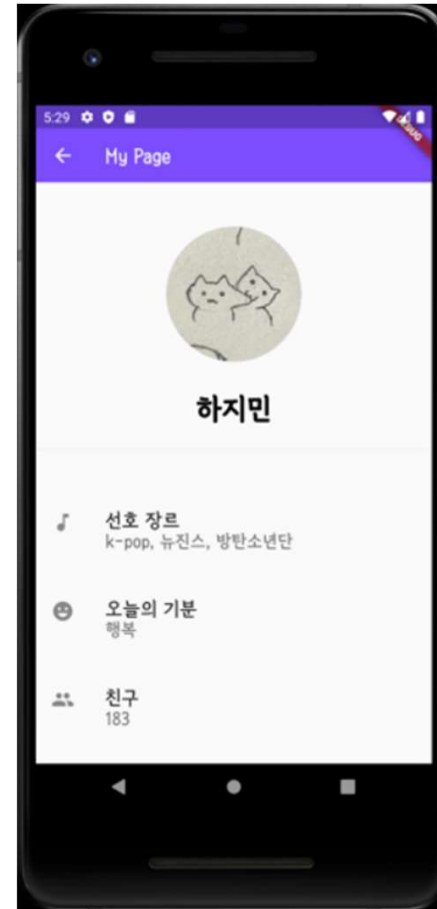 5:29
DEBUG
My Page
하지민
선호 장르
k-pop, 뉴진스, 방탄소년단
오늘의 기분
행복
친구
183